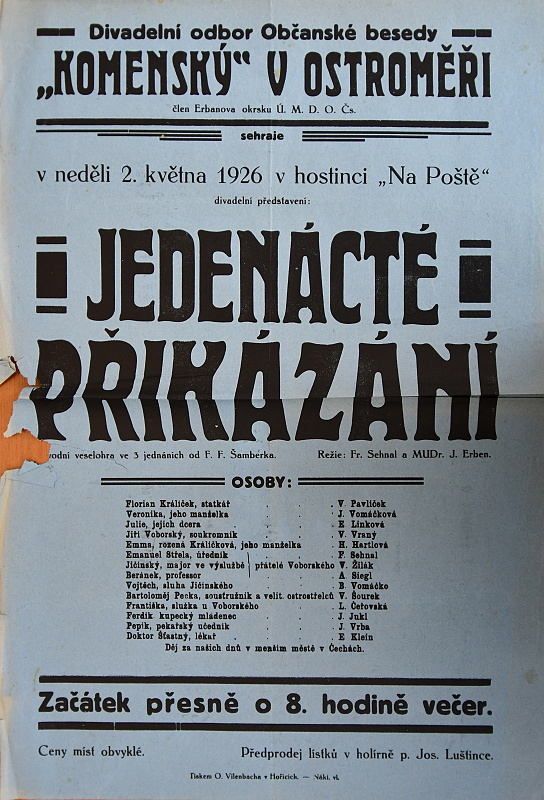 Divadelní odbor Občanské besedy
„KOMENSKÝ“ V OSTROMĚŘI
člen Erbanova okrsku Ú. M. D. O. Čs.
sehraje
v neděli 2. května 1926 v hostinci „Na Poště“
divadelní představení:
JEDENÁCTÉ
PŘIKÁZÁNÍ
vodní veselohra ve 3 jednáních od F. F. Šambérka. Režie: Fr. Sehnal a MUDr. J. Erben.
OSOBY:
Florian Králíček, statkář . . . V. Pavlíček
Veronika, jeho manželka . . . J. Vomáčková
Julie, jejich dcera . . . . E Linková
Jiří Voborský, soukromník . . . V. Vraný
Emma, rozená Králíčková, jeho manželka . H. Hartlová
Emanuel Střela, úředník . . . F. Sehnal
Jičínský, major ve výslužbě } přátelé Voborského V. Žilák
Beránek, professor A Siegl
Vojtěch, sluha Jičínského . . . B. Vomáčko
Bartoloměj Pecka, soustružník a velit. ostrostřelců V. Šourek
Františka, služka u Voborského . . L. Čeřovská
Ferdik kupecký mládenec . . . J. Jukl
Pepik, pekařský učedník . . . J. Vrba
Doktor Šťastný, lékař . . . . E Klein
Děj za našich dnů v menším městě v Čechách.
Začátek přesně o 8. hodině večer.
Ceny míst obvyklé. Předprodej lístků v holírně p. Jos. Luštince.
Tiskem O. Vilenbacha v Hořicích. — Nákl. vl.